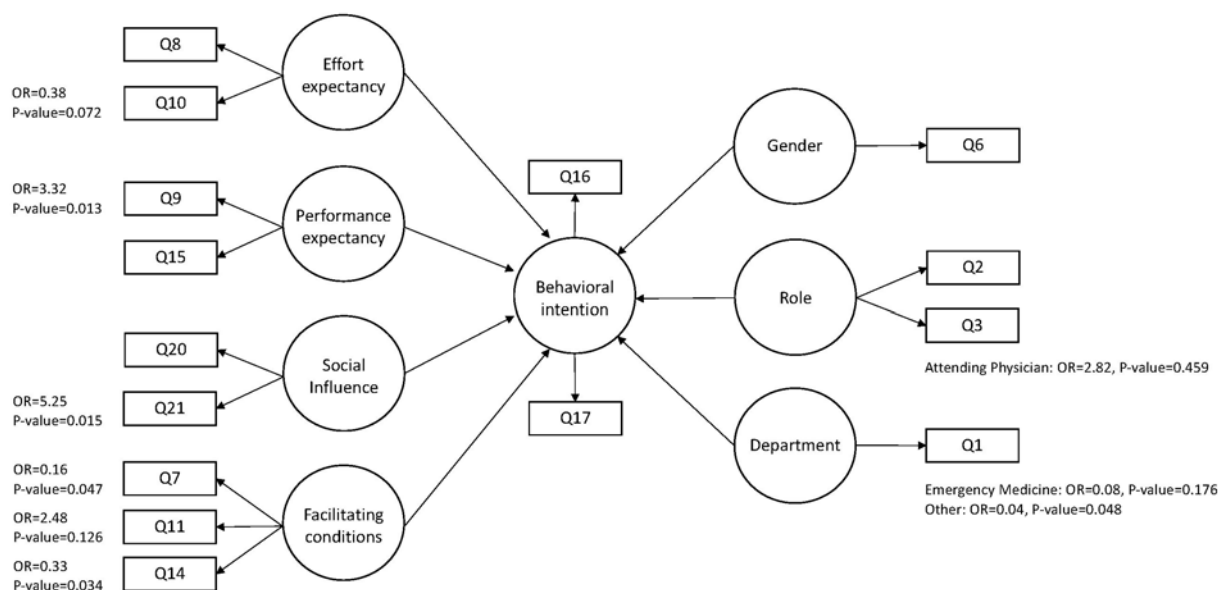 Q8
Effort
expectancy
OR=0.38
P-value=0.072
Q10
OR=3.32
P-value=0.013
Q9
Performance
expectancy
Q15
Q20
Social
Influence
OR=5.25
P-value=0.015
Q21
OR=0.16
P-value=0.047
Q7
OR=2.48
P-value=0.126
Q11
Facilitating
conditions
OR=0.33
P-value=0.034
Q14
Q16
Behavioral
intention
Q17
Gender
Q6
Role
Q2
Q3
Attending Physician: OR=2.82, P-value=0.459
Department
Q1
Emergency Medicine: OR=0.08, P-value=0.176
Other: OR=0.04, P-value=0.048